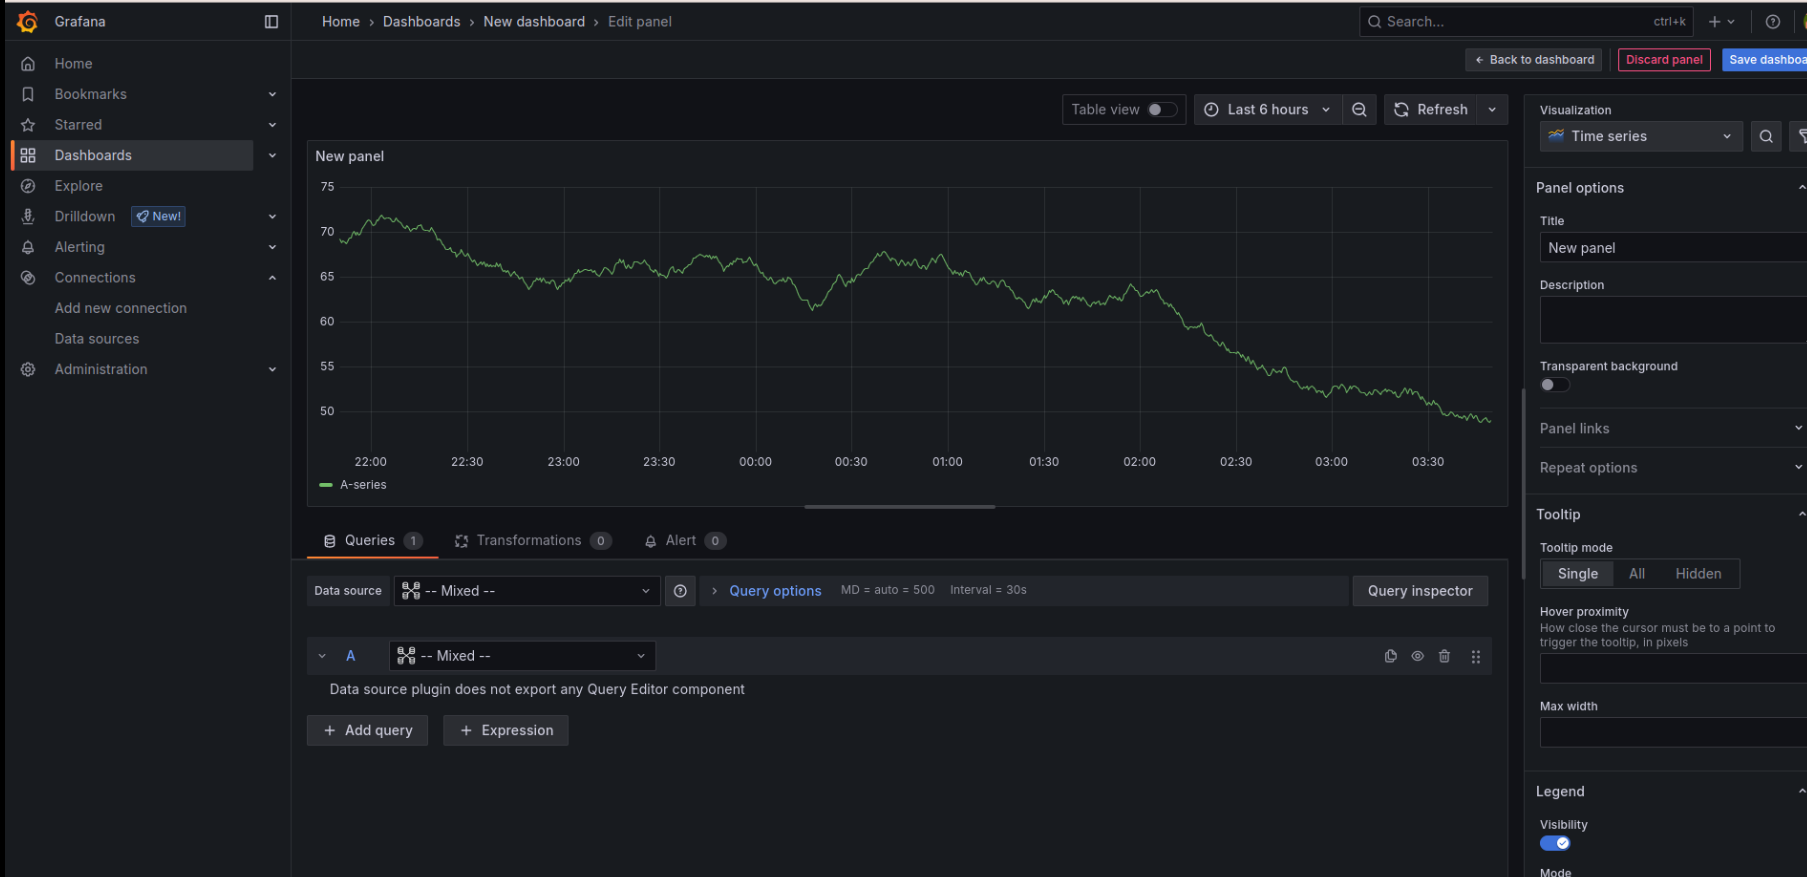 Grafana
Home › Dashboards › New dashboard › Edit panel
Search... ctrl+k
Home
Bookmarks
Starred
Dashboards
Explore
Drilldown New!
Alerting
Connections
Add new connection
Data sources
Administration
← Back to dashboard
Discard panel
Save dashboa
Table view
Last 6 hours
Refresh
New panel
75
70
65
60
55
50
22:00 22:30 23:00 23:30 00:00 00:30 01:00 01:30 02:00 02:30 03:00 03:30
A-series
Queries 1
Transformations 0
Alert 0
Data source
-- Mixed --
Query options MD = auto = 500 Interval = 30s
Query inspector
A
-- Mixed --
Data source plugin does not export any Query Editor component
+ Add query
+ Expression
Visualization
Time series
Panel options
Title
New panel
Description
Transparent background
Panel links
Repeat options
Tooltip
Tooltip mode
Single All Hidden
Hover proximity
How close the cursor must be to a point to
trigger the tooltip, in pixels
Max width
Legend
Visibility
Mode